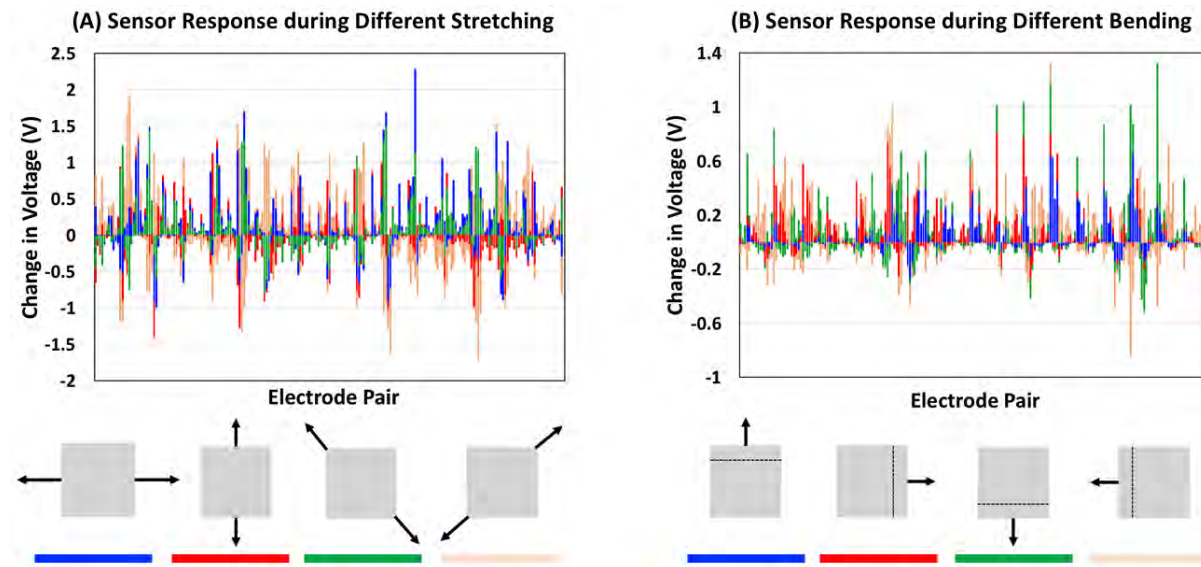 (A) Sensor Response during Different Stretching
2.5
2
1.5
1
0.5
0
-0.5
-1
-1.5
-2
Change in Voltage (V)
Electrode Pair
(B) Sensor Response during Different Bending
1.4
1
0.6
0.2
-0.2
-0.6
-1
Change in Voltage (V)
Electrode Pair